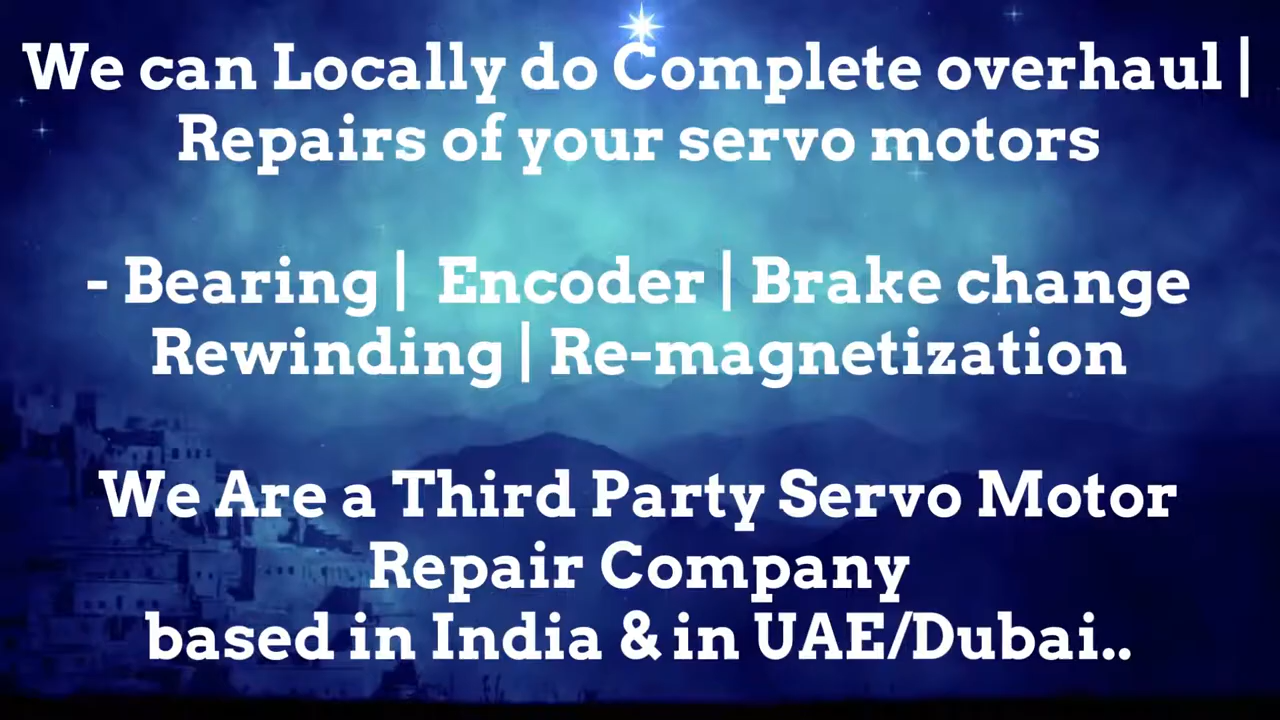 We can Locally do Complete overhaul |
Repairs of your servo motors
- Bearing | Encoder | Brake change
Rewinding | Re-magnetization
We Are a Third Party Servo Motor
Repair Company
based in India & in UAE/Dubai..